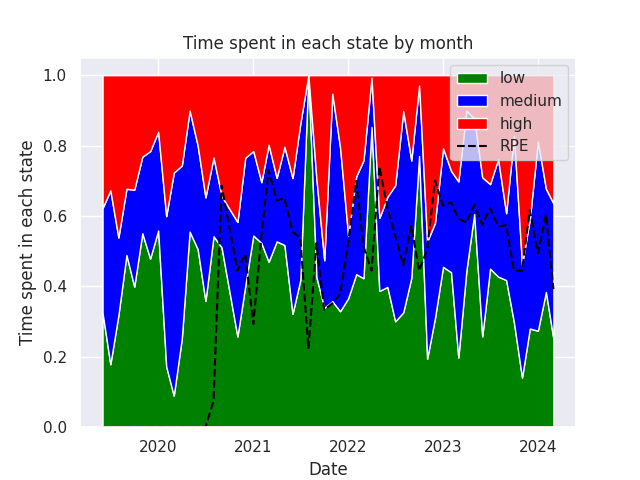 Time spent in each state by month
1.0
0.8
0.6
0.4
0.2
0.0
Time spent in each state
low
medium
high
RPE
2020
2021
2022
2023
2024
Date